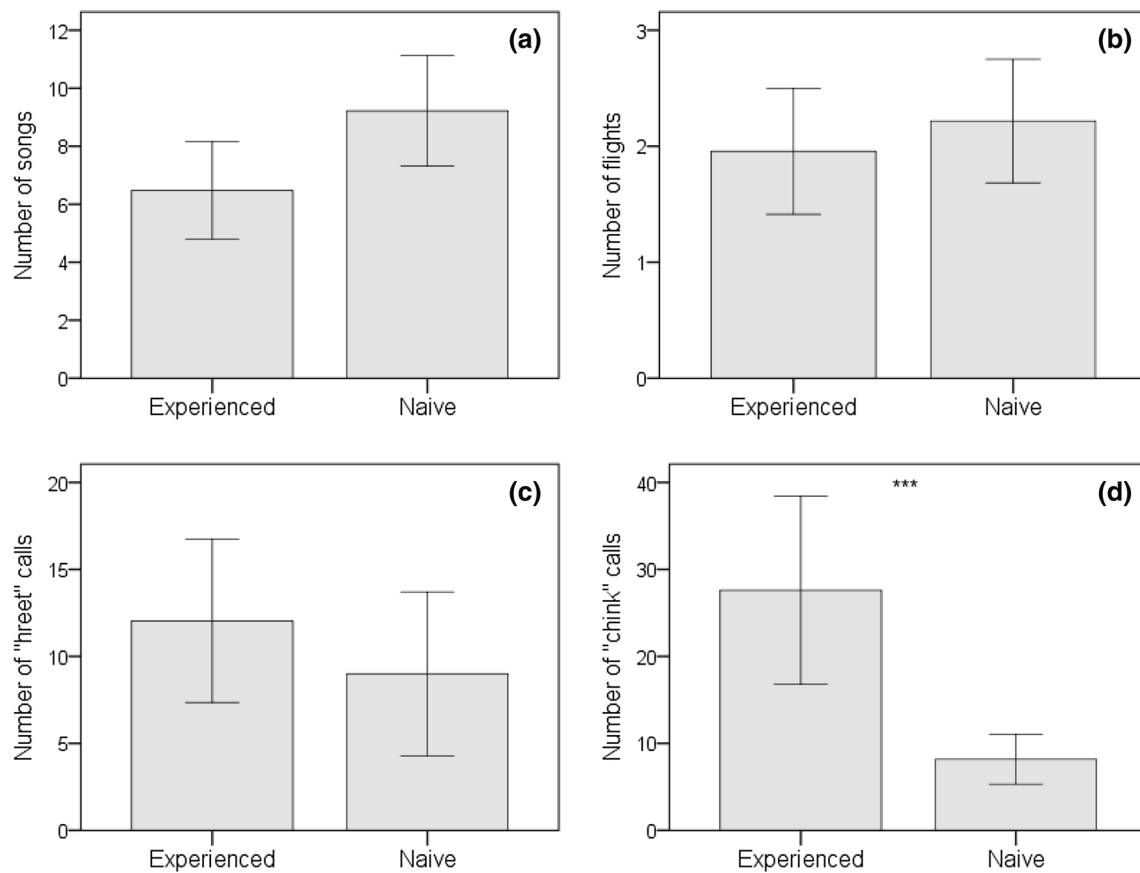 (a)
Number of songs
12
10
8
6
4
2
0
Experienced Naive
(b)
Number of flights
3
2
1
0
Experienced Naive
(c)
Number of "hreet" calls
20
15
10
5
0
Experienced Naive
(d)
***
Number of "chink" calls
40
30
20
10
0
Experienced Naive